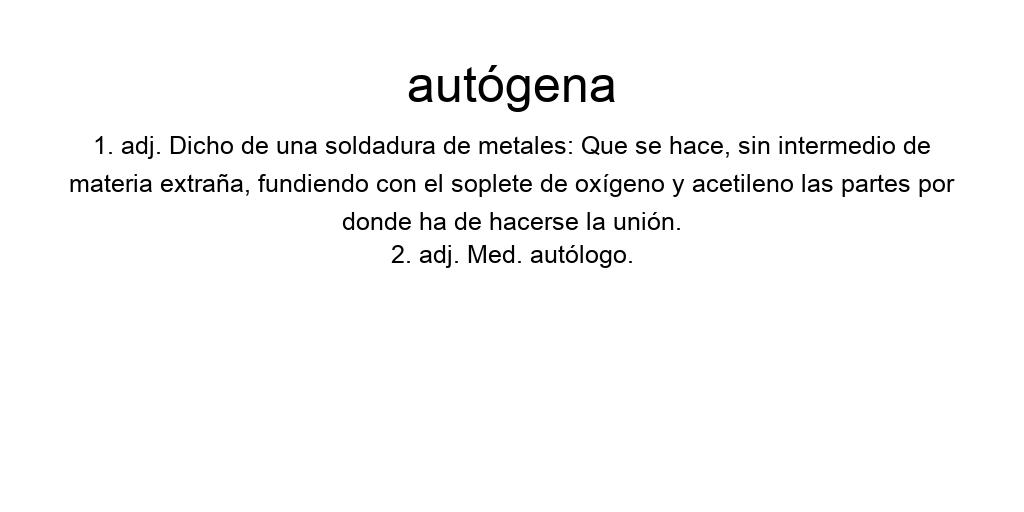 autógena
1. adj. Dicho de una soldadura de metales: Que se hace, sin intermedio de
materia extraña, fundiendo con el soplete de oxígeno y acetileno las partes por
donde ha de hacerse la unión.
2. adj. Med. autólogo.